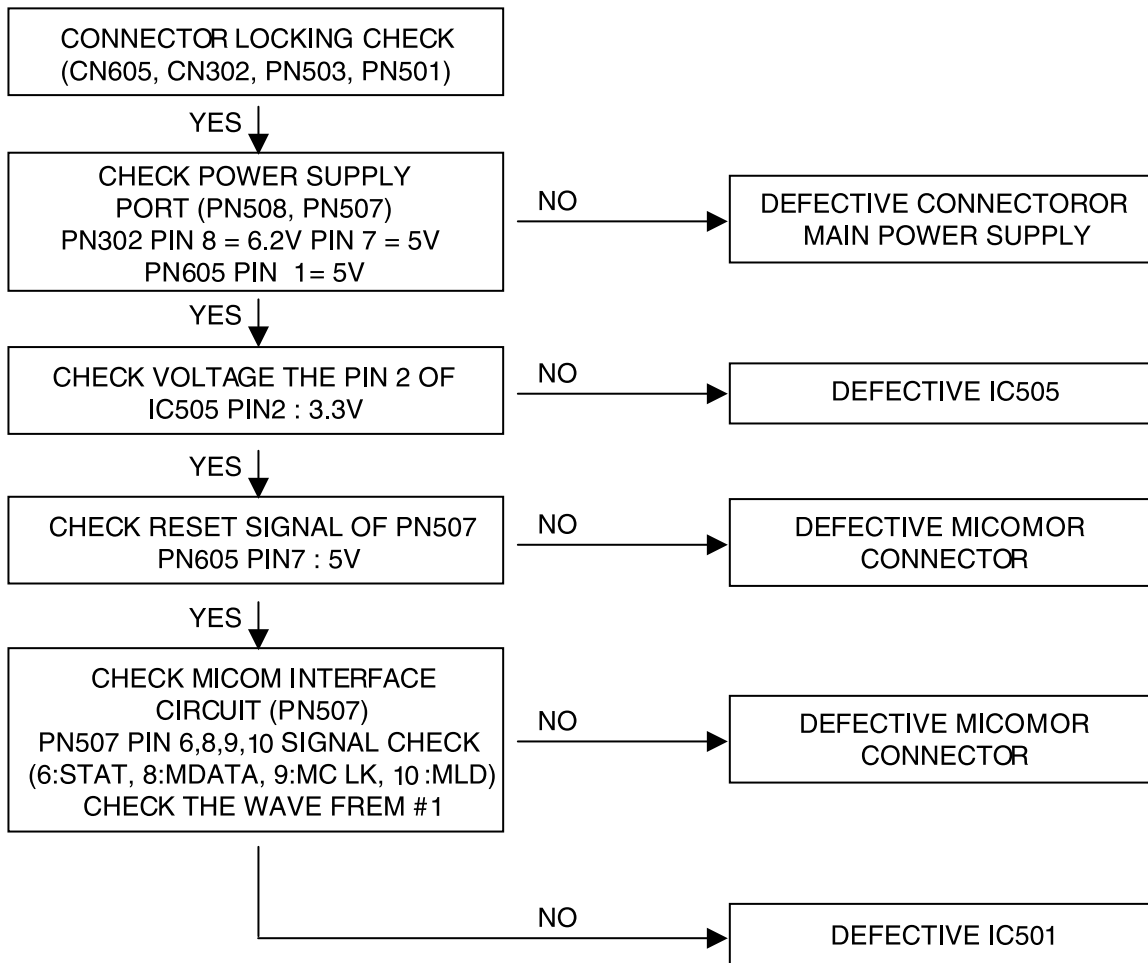 CONNECTOR LOCKING CHECK
(CN605, CN302, PN503, PN501)
YES
CHECK POWER SUPPLY
PORT (PN508, PN507)
PN302 PIN 8 = 6.2V PIN 7 = 5V
PN605 PIN 1= 5V
NO
DEFECTIVE CONNECTOROR
MAIN POWER SUPPLY
YES
CHECK VOLTAGE THE PIN 2 OF
IC505 PIN2 : 3.3V
NO
DEFECTIVE IC505
YES
CHECK RESET SIGNAL OF PN507
PN605 PIN7 : 5V
NO
DEFECTIVE MICOMOR
CONNECTOR
YES
CHECK MICOM INTERFACE
CIRCUIT (PN507)
PN507 PIN 6,8,9,10 SIGNAL CHECK
(6:STAT, 8:MDATA, 9:MC LK, 10:MLD)
CHECK THE WAVE FREM #1
NO
DEFECTIVE MICOMOR
CONNECTOR
NO
DEFECTIVE IC501